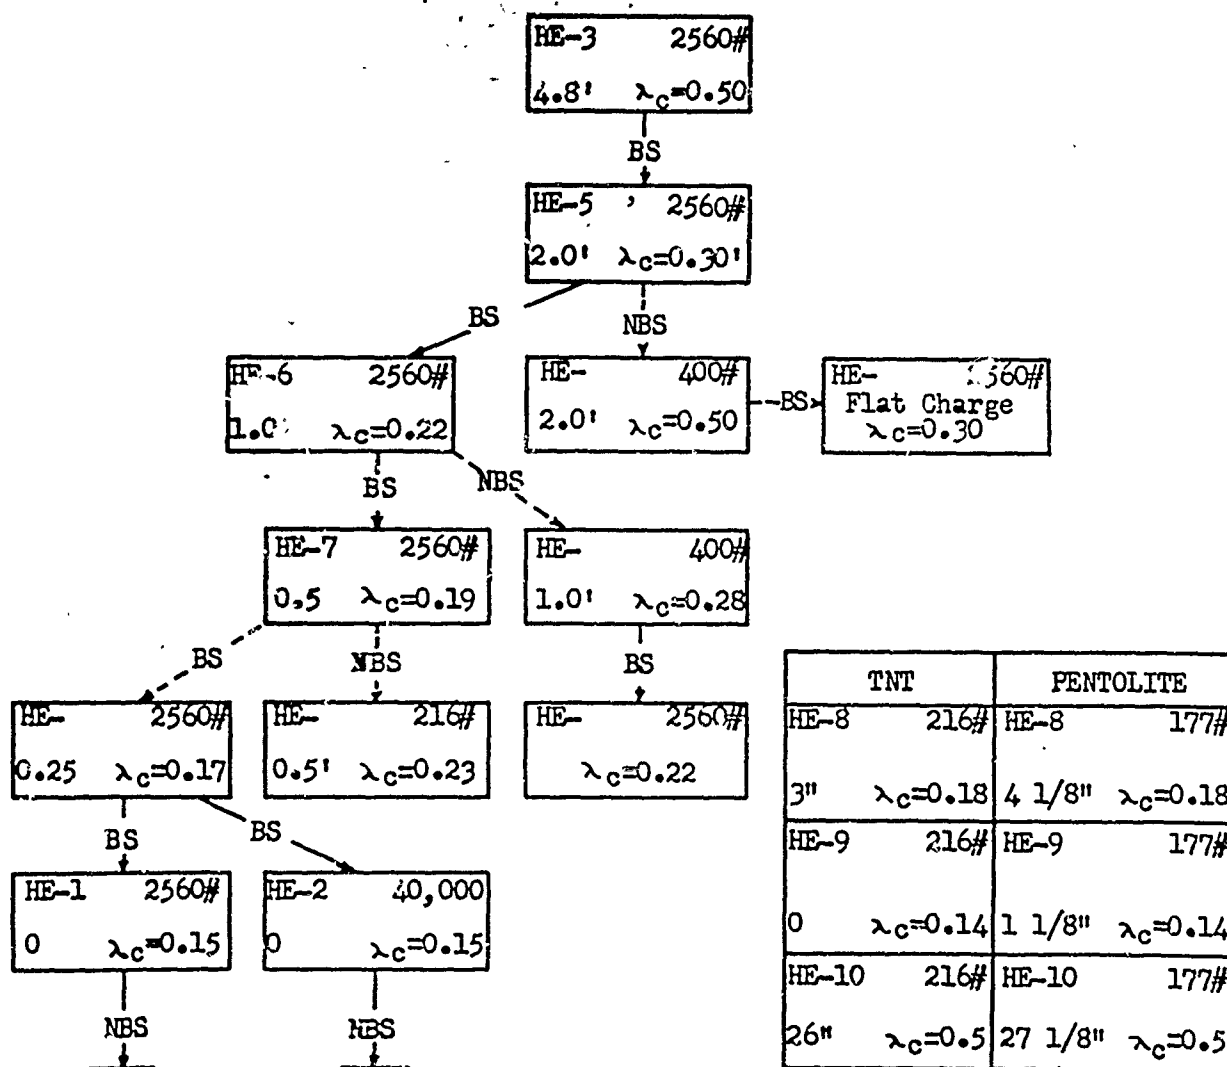 HE-3 2560#
4.8' λc=0.50
BS
HE-5 2560#
2.0' λc=0.30'
BS
NBS
HE-6 2560#
1.0' λc=0.22
HE- 400#
2.0' λc=0.50
BS
HE- 2560#
Flat Charge
λc=0.30
BS
NBS
HE-7 2560#
0.5 λc=0.19
HE- 400#
1.0' λc=0.28
BS
NBS
BS
HE- 2560#
0.25 λc=0.17
HE- 216#
0.5' λc=0.23
HE- 2560#
λc=0.22
BS
BS
HE-1 2560#
0 λc=0.15
HE-2 40,000
0 λc=0.15
NBS
NBS
TNT PENTOLITE
HE-8 216# HE-8 177#
3" λc=0.18 4 1/8" λc=0.18
HE-9 216# HE-9 177#
0 λc=0.14 1 1/8" λc=0.14
HE-10 216# HE-10 177#
26" λc=0.5 27 1/8" λc=0.5